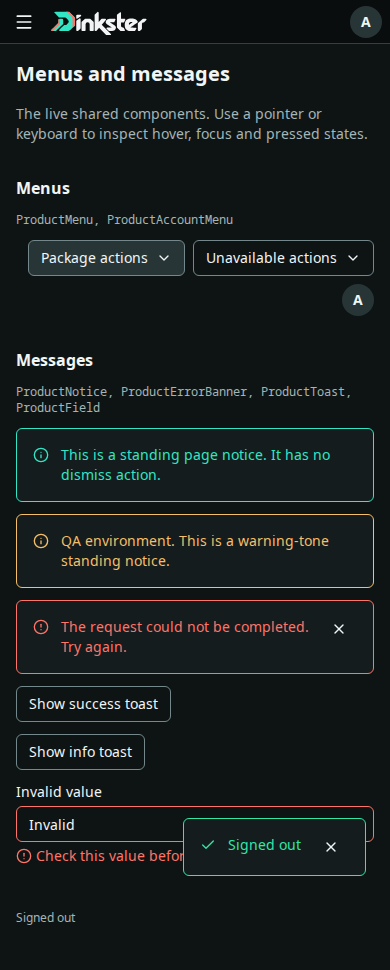 Dinkster
A
Menus and messages
The live shared components. Use a pointer or
keyboard to inspect hover, focus and pressed states.
Menus
ProductMenu, ProductAccountMenu
Package actions
Unavailable actions
A
Messages
ProductNotice, ProductErrorBanner, ProductToast,
ProductField
This is a standing page notice. It has no
dismiss action.
QA environment. This is a warning-tone
standing notice.
The request could not be completed.
Try again.
Show success toast
Show info toast
Invalid value
Invalid
Signed out
Check this value
Signed out